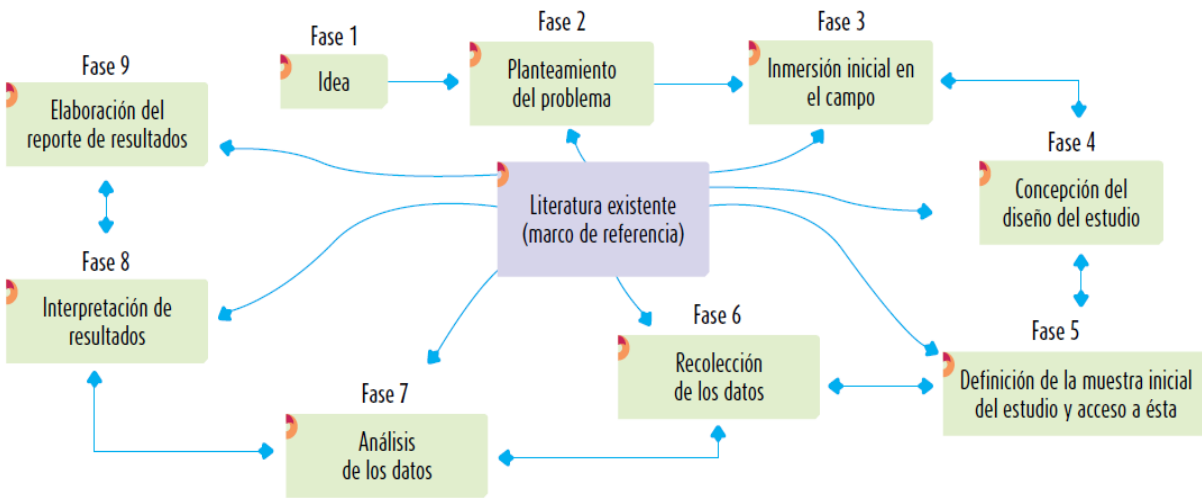 Fase 1
Idea
Fase 2
Planteamiento
del problema
Fase 3
Inmersión inicial en
el campo
Fase 4
Concepción del
diseño del estudio
Fase 5
Definición de la muestra inicial
del estudio y acceso a ésta
Fase 6
Recolección
de los datos
Fase 7
Análisis
de los datos
Fase 8
Interpretación de
resultados
Fase 9
Elaboración del
reporte de resultados
Literatura existente
(marco de referencia)